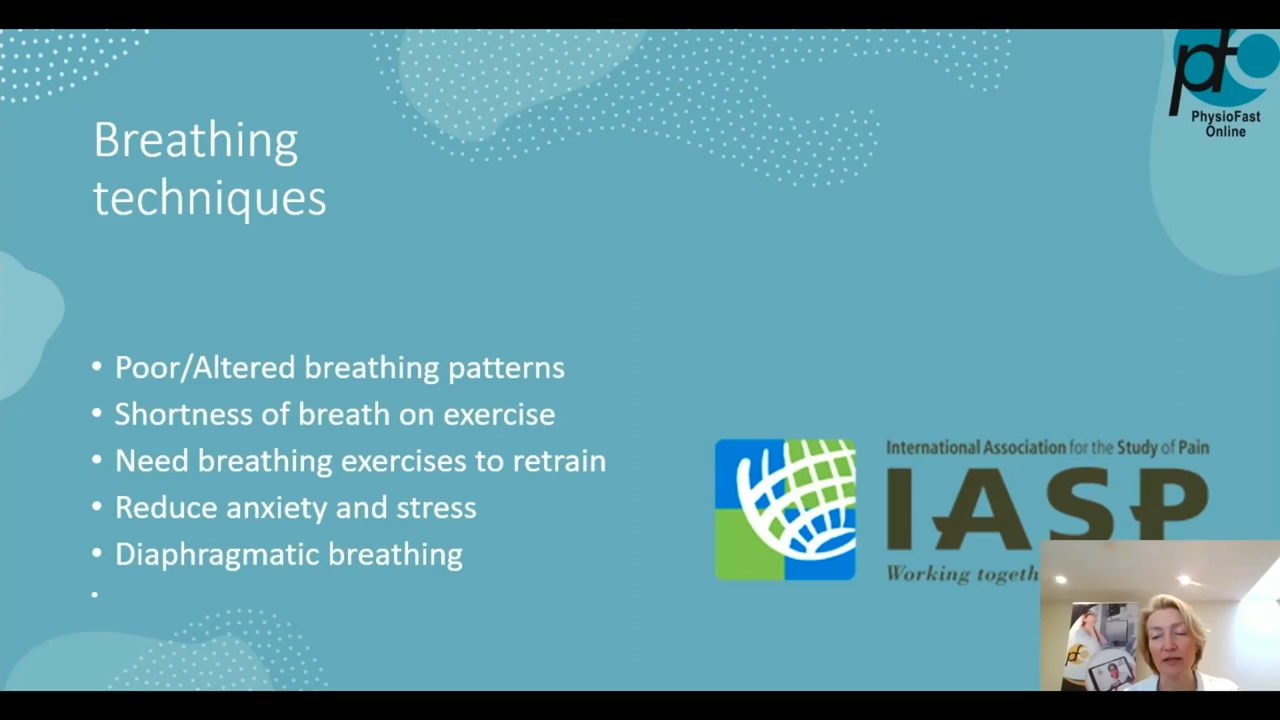 PhysioFast
Online
Breathing
techniques
• Poor/Altered breathing patterns
• Shortness of breath on exercise
• Need breathing exercises to retrain
• Reduce anxiety and stress
• Diaphragmatic breathing
•
International Association for the Study of Pain
IASP
Working